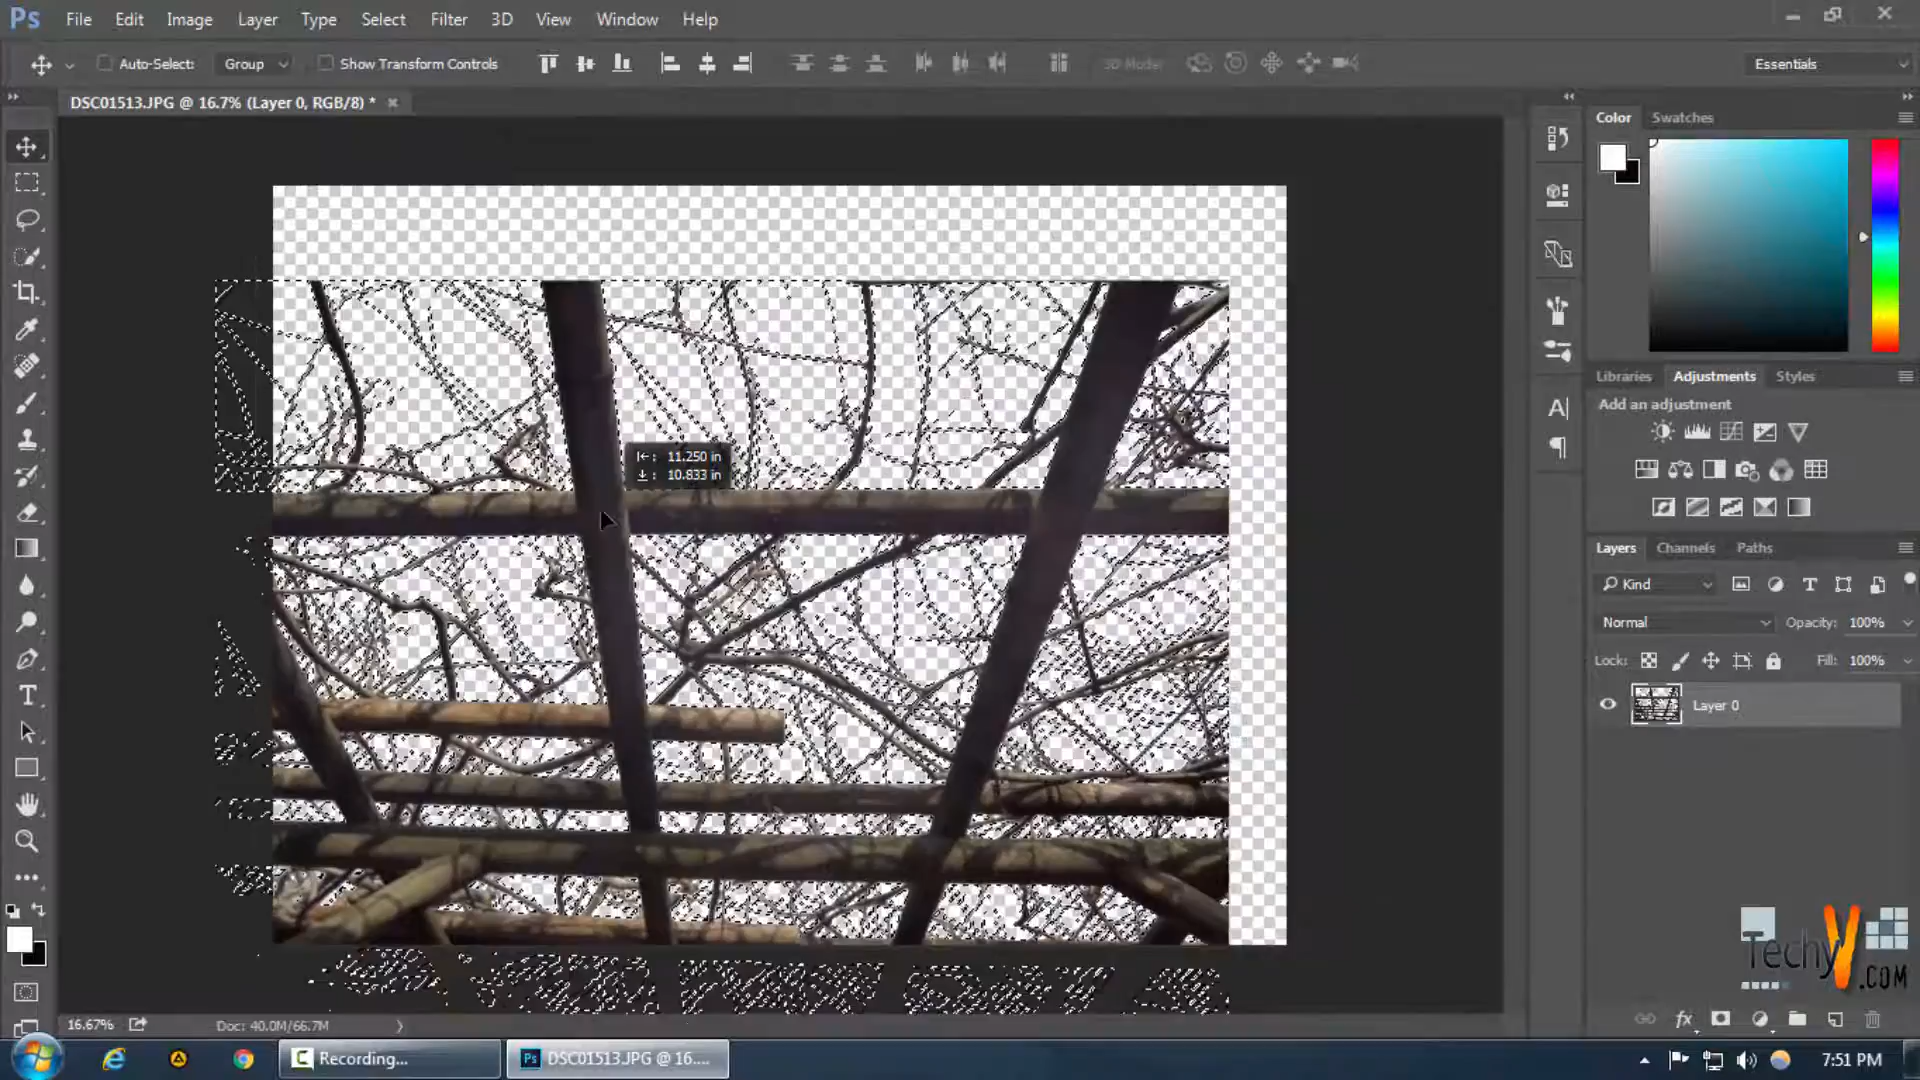 Ps File Edit Image Layer Type Select Filter 3D View Window Help
Auto-Select: Group Show Transform Controls 3D Mode: Essentials
DSC01513.JPG @ 16.7% (Layer 0, RGB/8) *
Color Swatches
Libraries Adjustments Styles
Add an adjustment
11.250 in
10.833 in
Layers Channels Paths
Kind
Normal Opacity: 100%
Lock: Fill: 100%
Layer 0
TechyV
.COM
16.67% Doc: 40.0M/66.7M
Recording... Ps DSC01513.JPG @ 16.... 7:51 PM